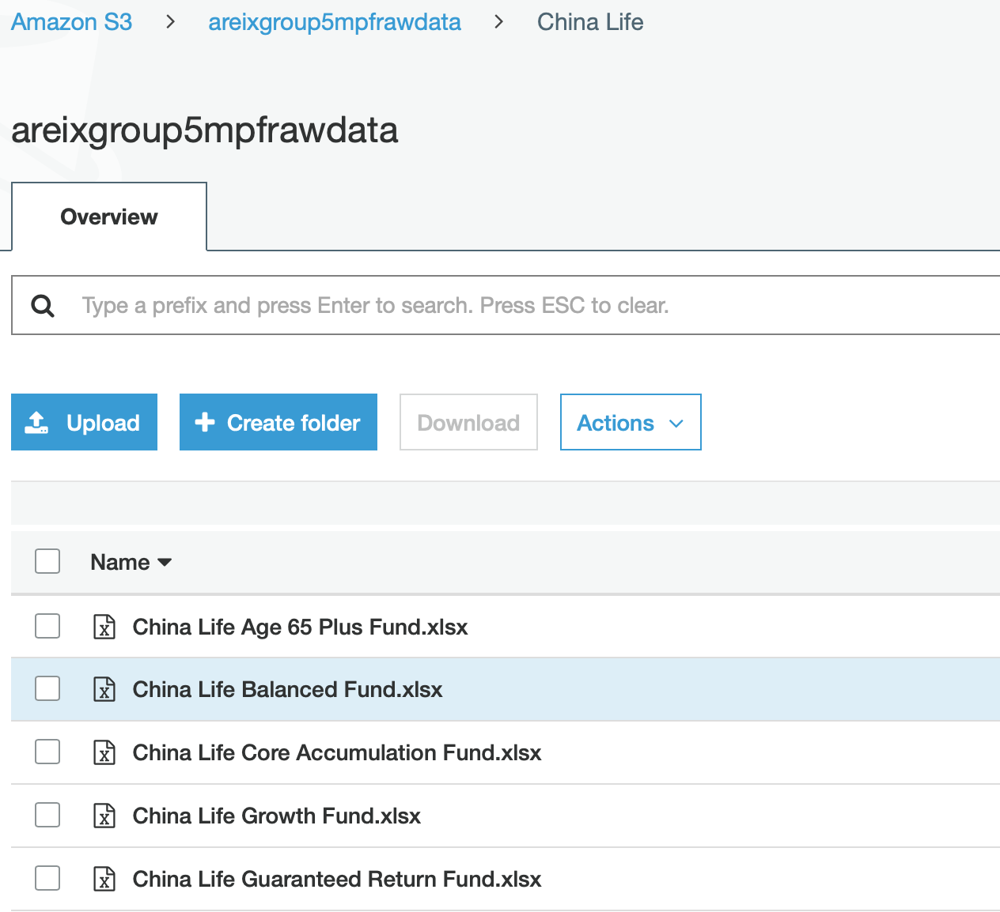 Amazon S3 > areixgroup5mpfrawdata > China Life
areixgroup5mpfrawdata
Overview
Type a prefix and press Enter to search. Press ESC to clear.
Upload Create folder Download Actions
Name
China Life Age 65 Plus Fund.xlsx
China Life Balanced Fund.xlsx
China Life Core Accumulation Fund.xlsx
China Life Growth Fund.xlsx
China Life Guaranteed Return Fund.xlsx